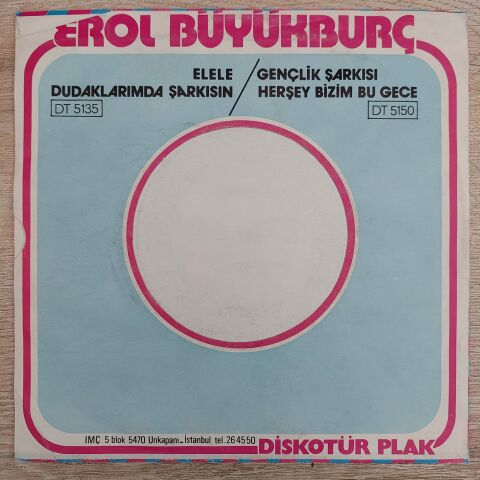 EROL BÜYÜKBURÇ
ELELE / GENÇLİK ŞARKISI
DUDAKLARIMDA ŞARKISIN / HERŞEY BİZİM BU GECE
DT 5135 DT 5150
İMÇ 5 blok 5470 Unkapanı-İstanbul tel. 26 45 50
DİSKOTÜR PLAK